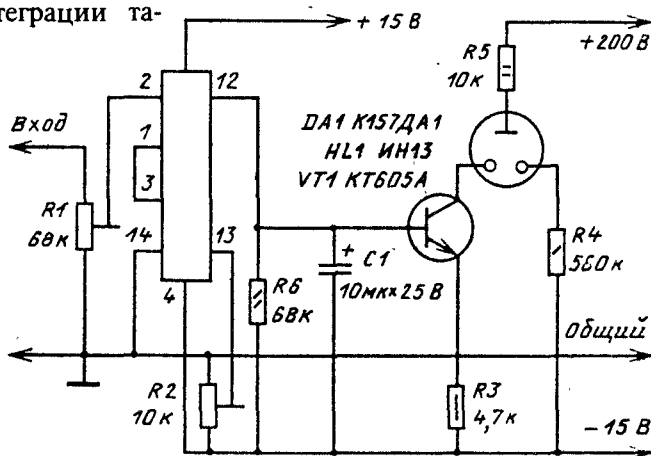 теграции та-
+ 15 В
+200 В
R5
10к
2
12
Вход
1
DA1 К157ДА1
HL1 ИН13
VT1 КТ605А
3
R1
68к
14
13
+
C1
10мк×25 В
R4
560к
4
R6
68к
Общий
R2
10к
R3
4,7к
-15 В